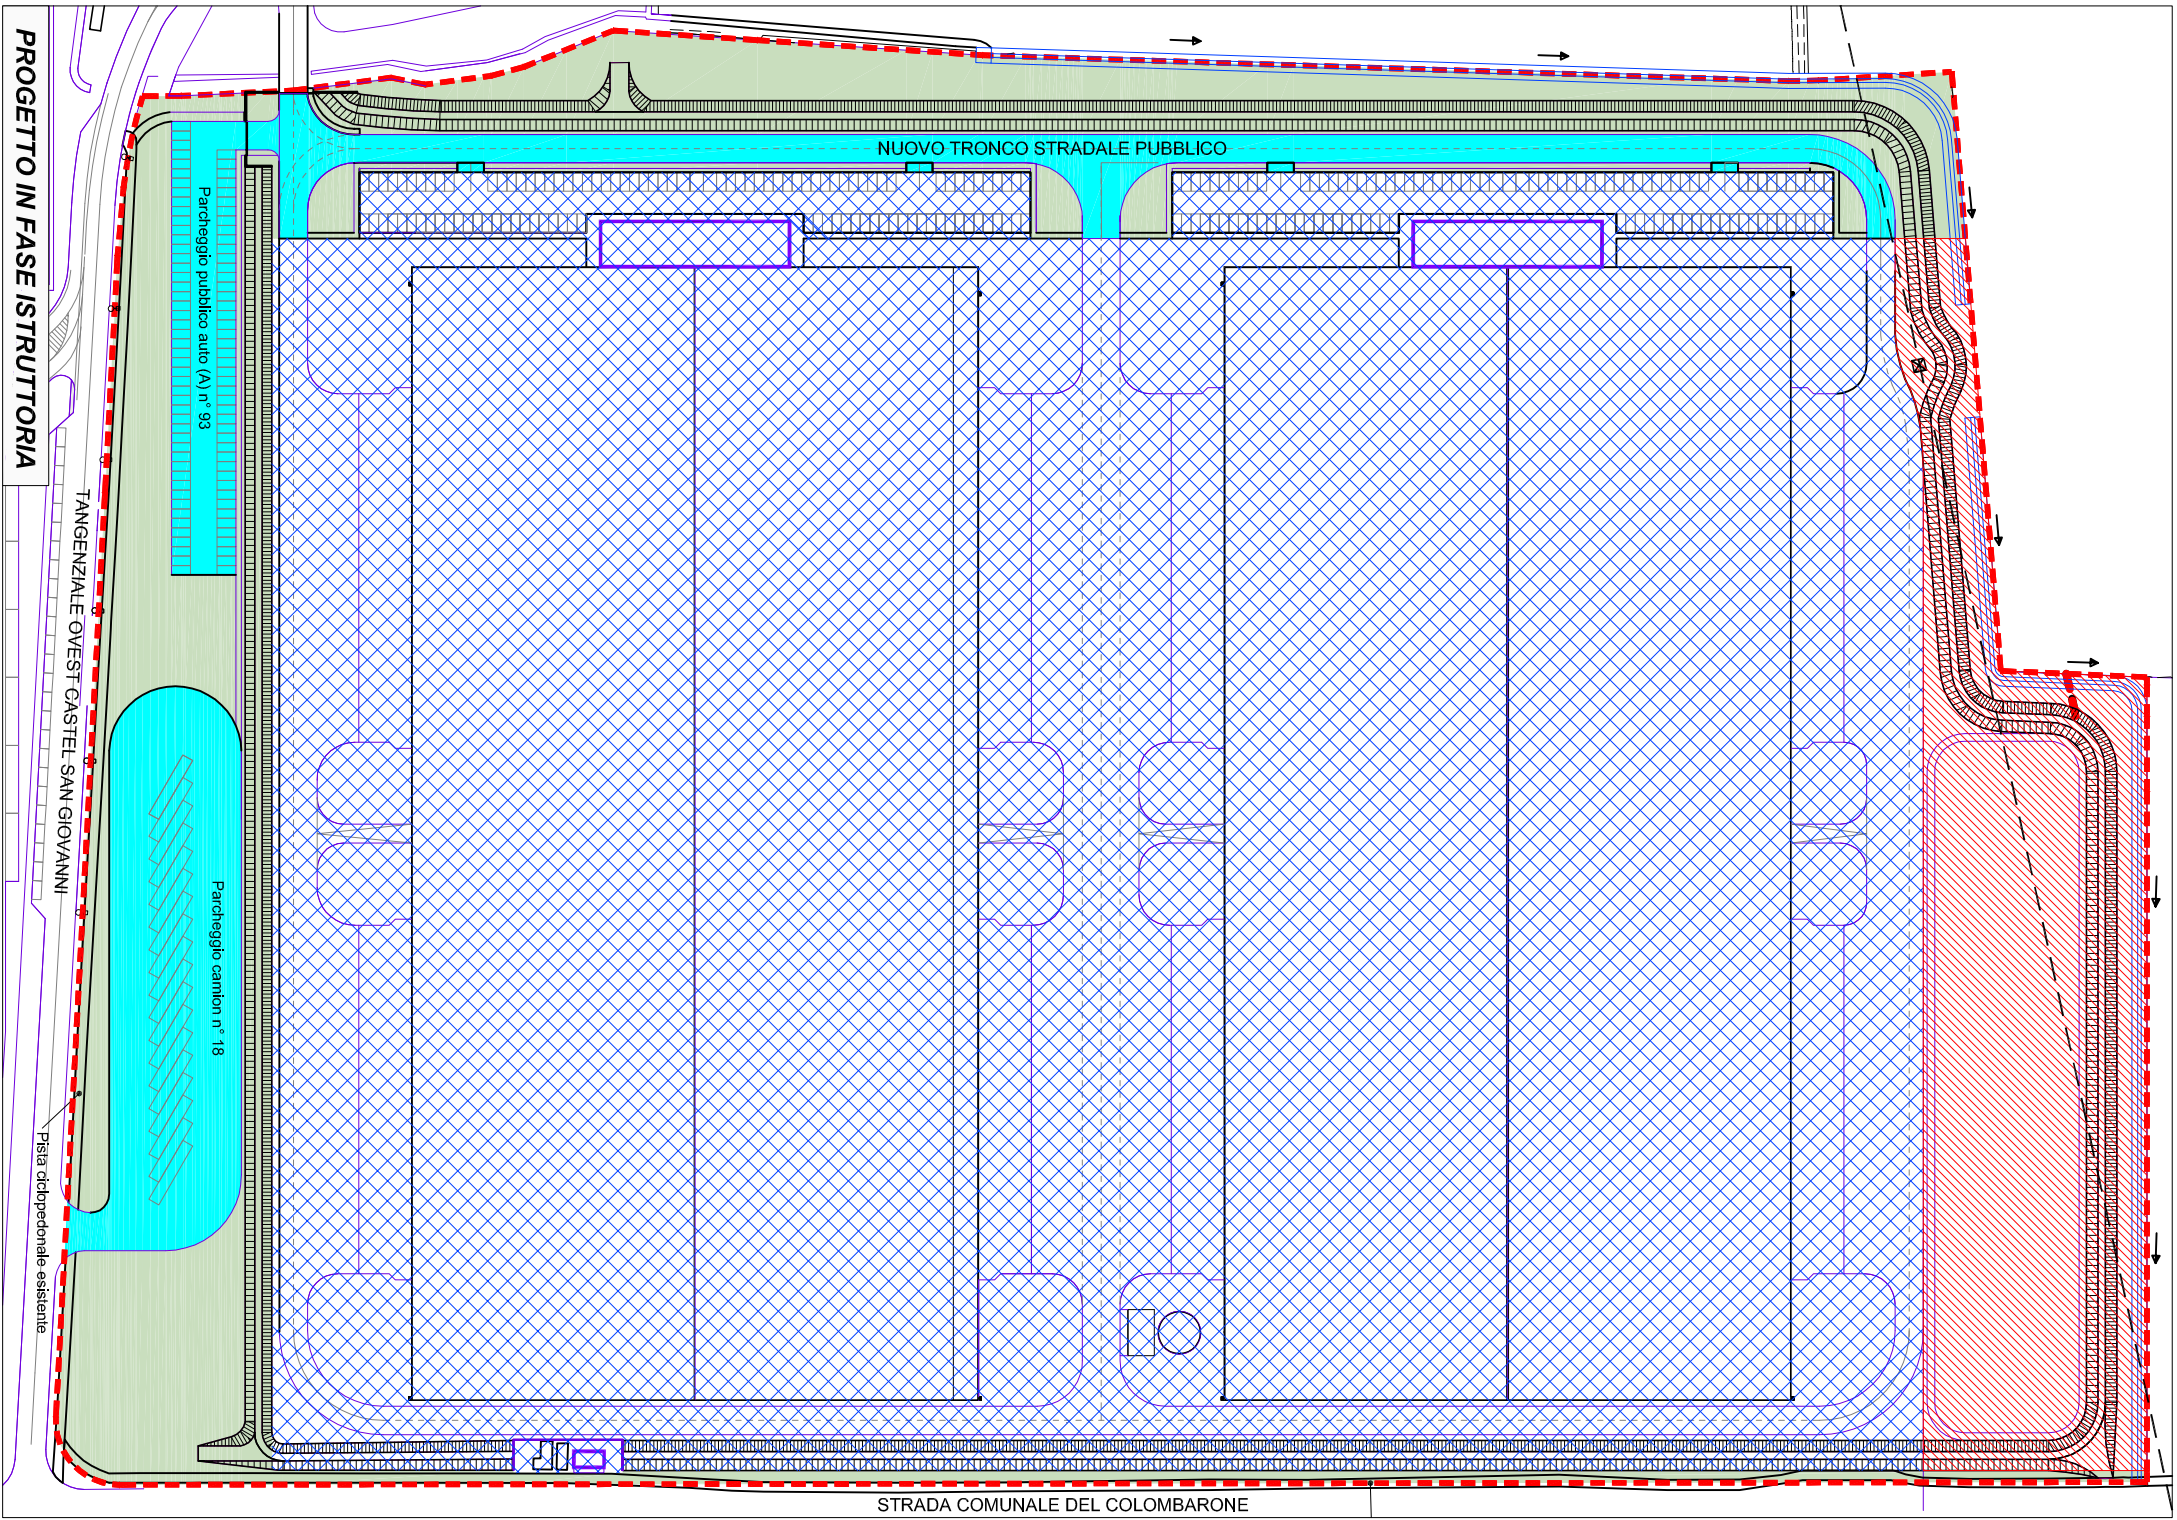 PROGETTO IN FASE ISTRUTTORIA
NUOVO TRONCO STRADALE PUBBLICO
Parcheggio pubblico auto (A) n° 93
TANGENZIALE OVEST CASTEL SAN GIOVANNI
Parcheggio camion n° 18
Pista ciclopedonale esistente
STRADA COMUNALE DEL COLOMBARONE